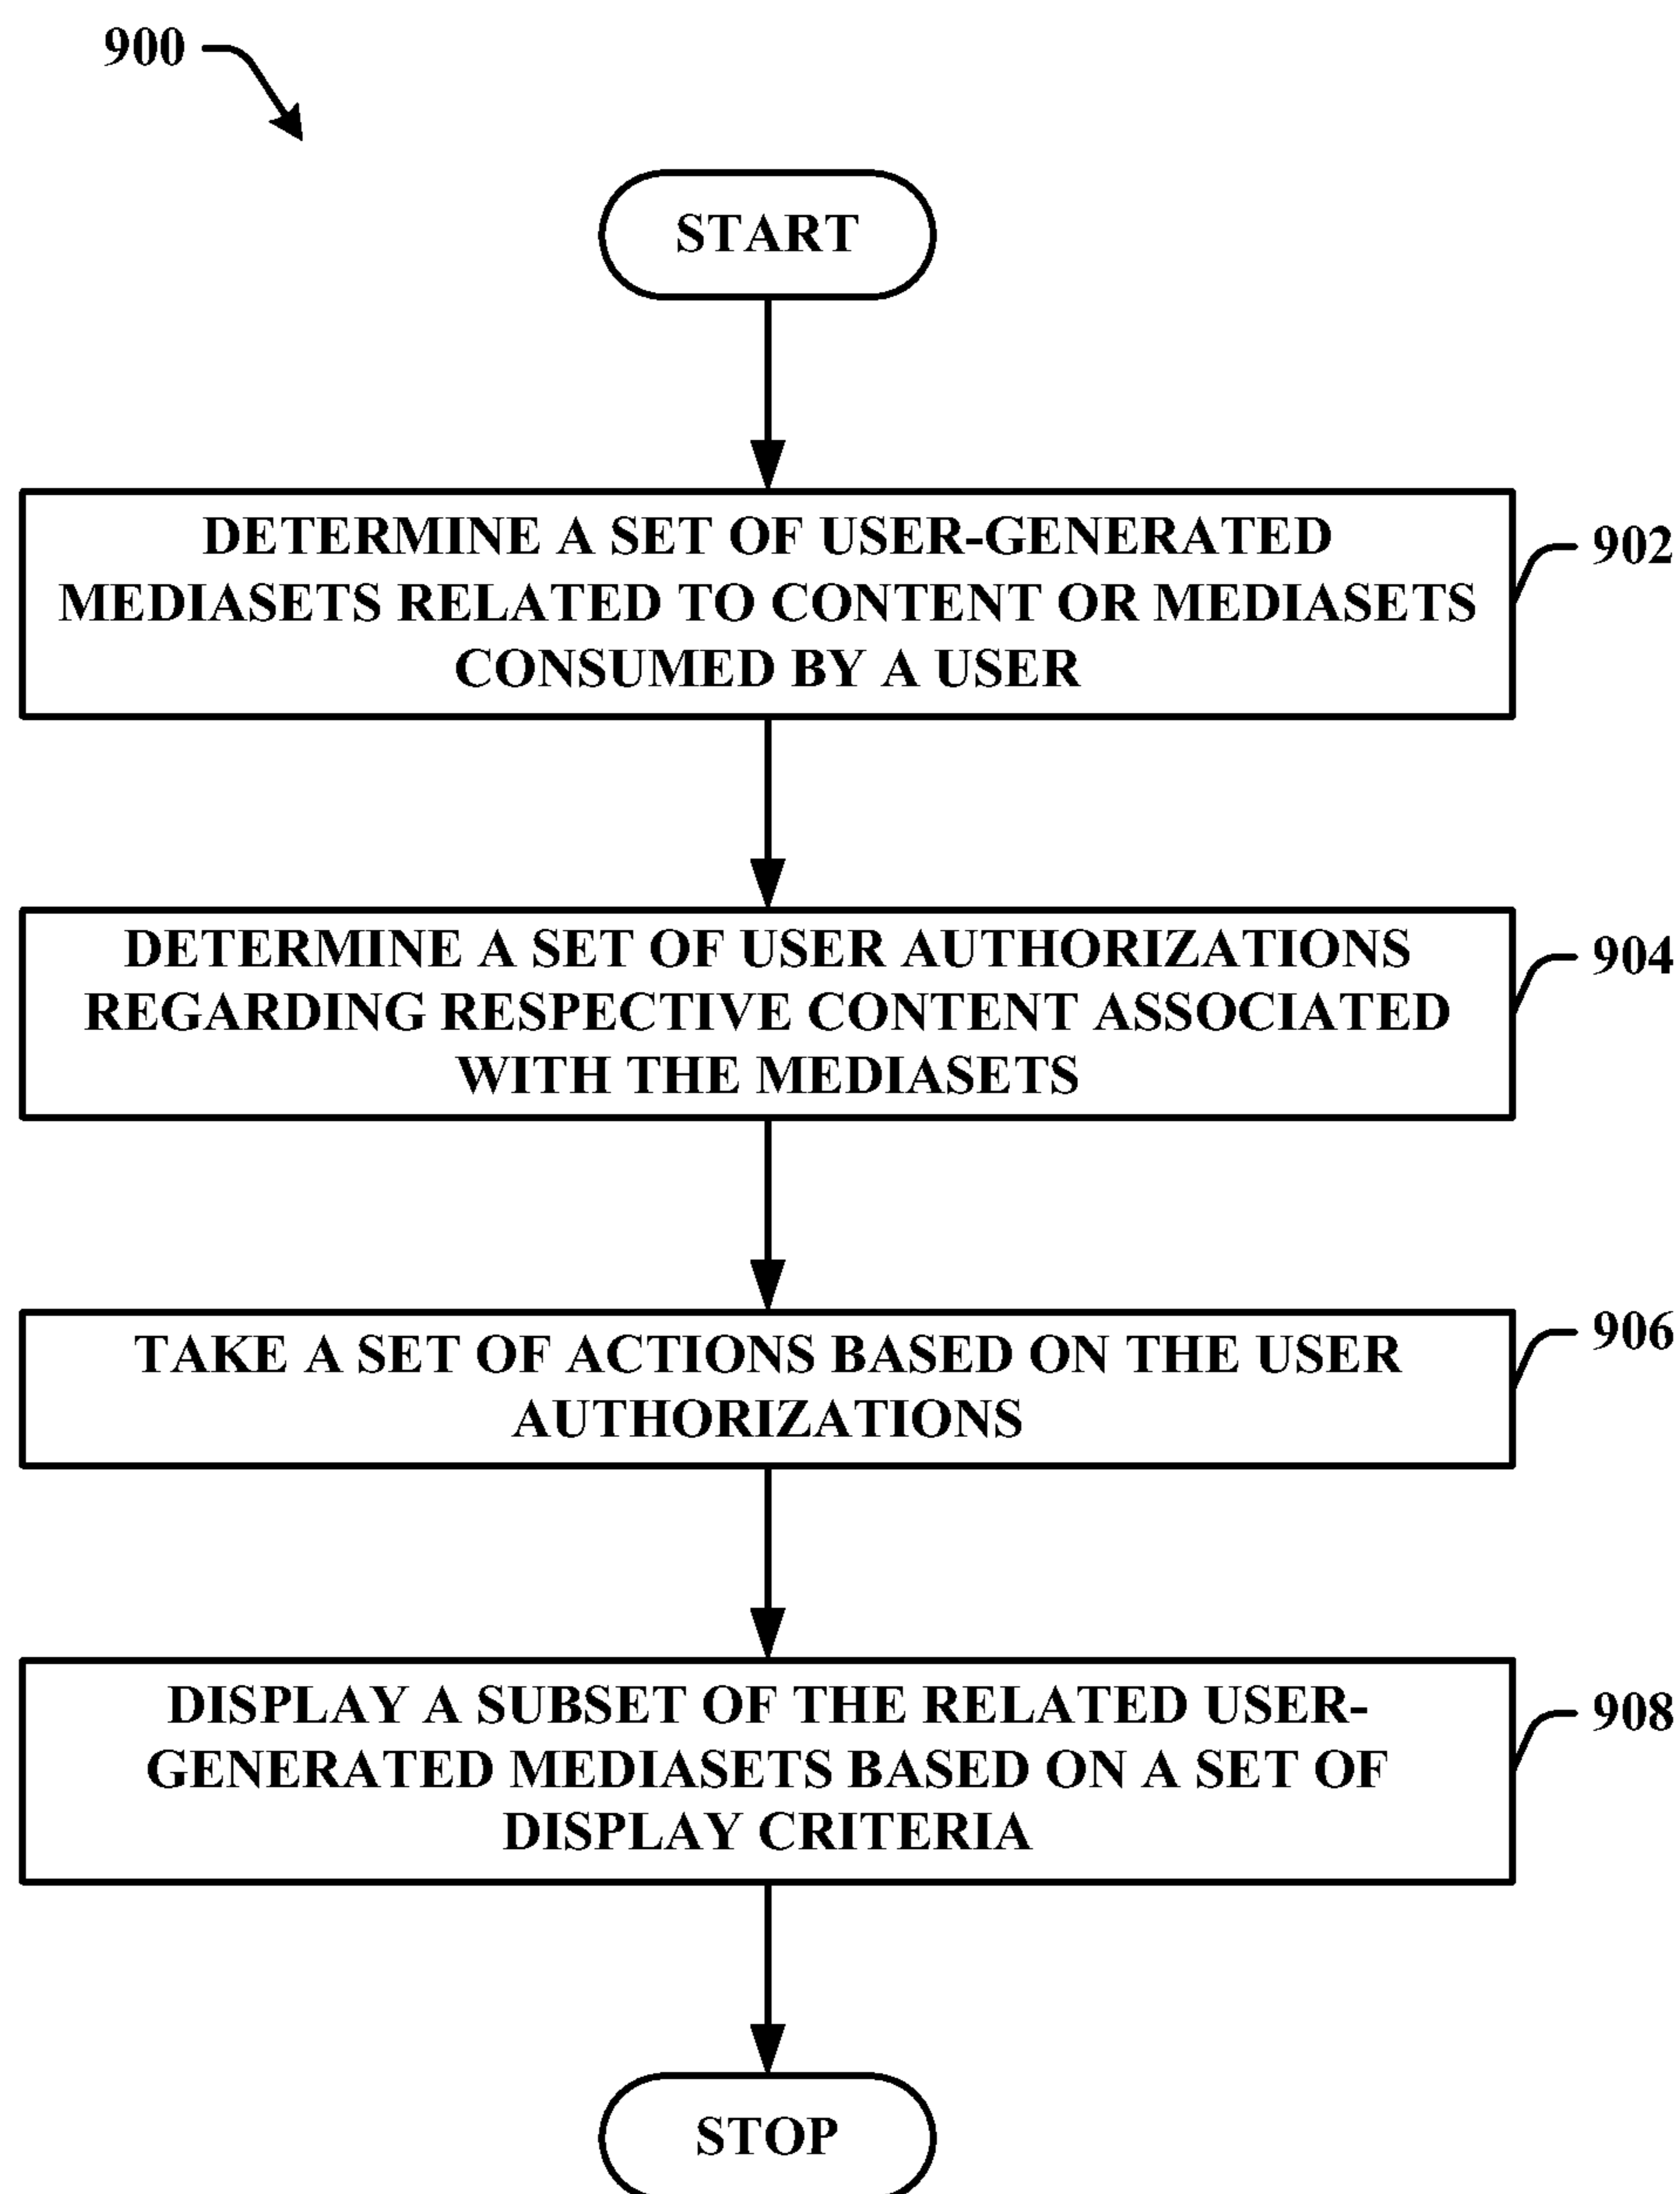 900
START
DETERMINE A SET OF USER-GENERATED
MEDIASETS RELATED TO CONTENT OR MEDIASETS
CONSUMED BY A USER
902
DETERMINE A SET OF USER AUTHORIZATIONS
REGARDING RESPECTIVE CONTENT ASSOCIATED
WITH THE MEDIASETS
904
TAKE A SET OF ACTIONS BASED ON THE USER
AUTHORIZATIONS
906
DISPLAY A SUBSET OF THE RELATED USER-
GENERATED MEDIASETS BASED ON A SET OF
DISPLAY CRITERIA
908
STOP